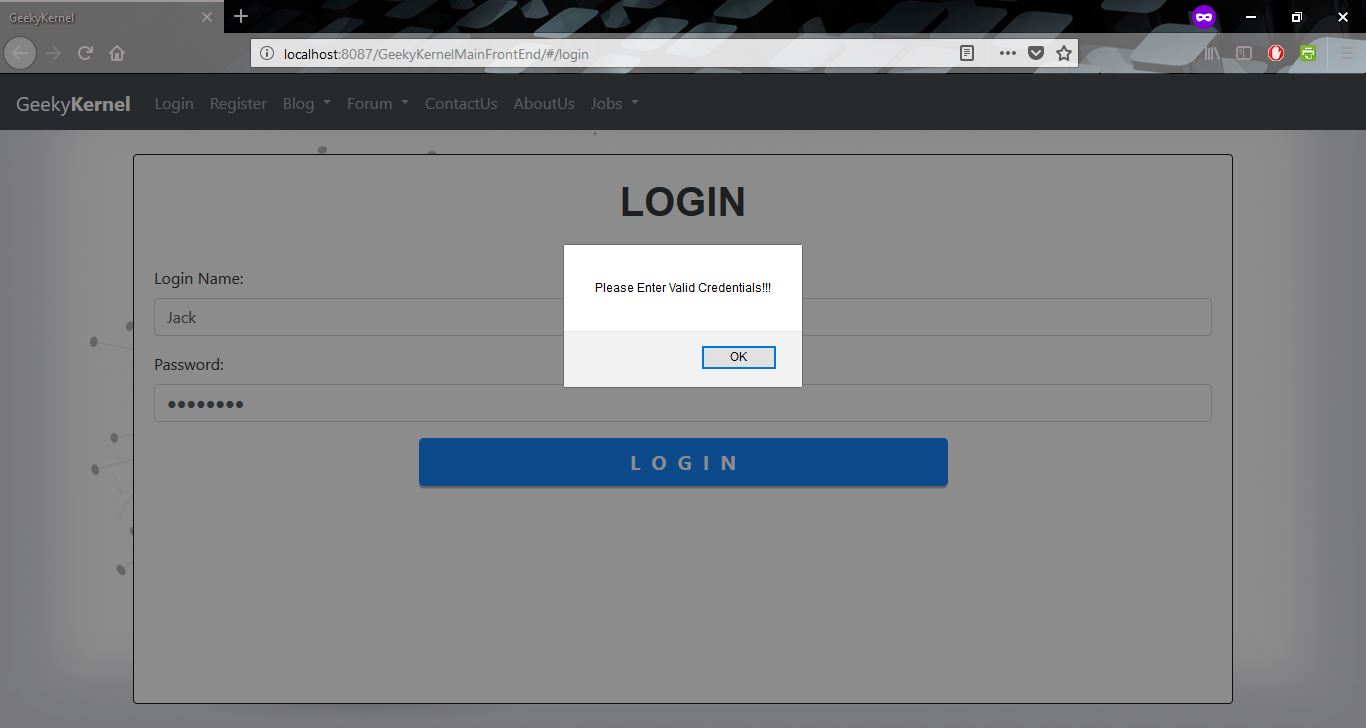 GeekyKernel
localhost:8087/GeekyKernelMainFrontEnd/#/login
GeekyKernel Login Register Blog Forum ContactUs AboutUs Jobs
LOGIN
Please Enter Valid Credentials!!!
OK
Login Name:
Jack
Password:
LOGIN